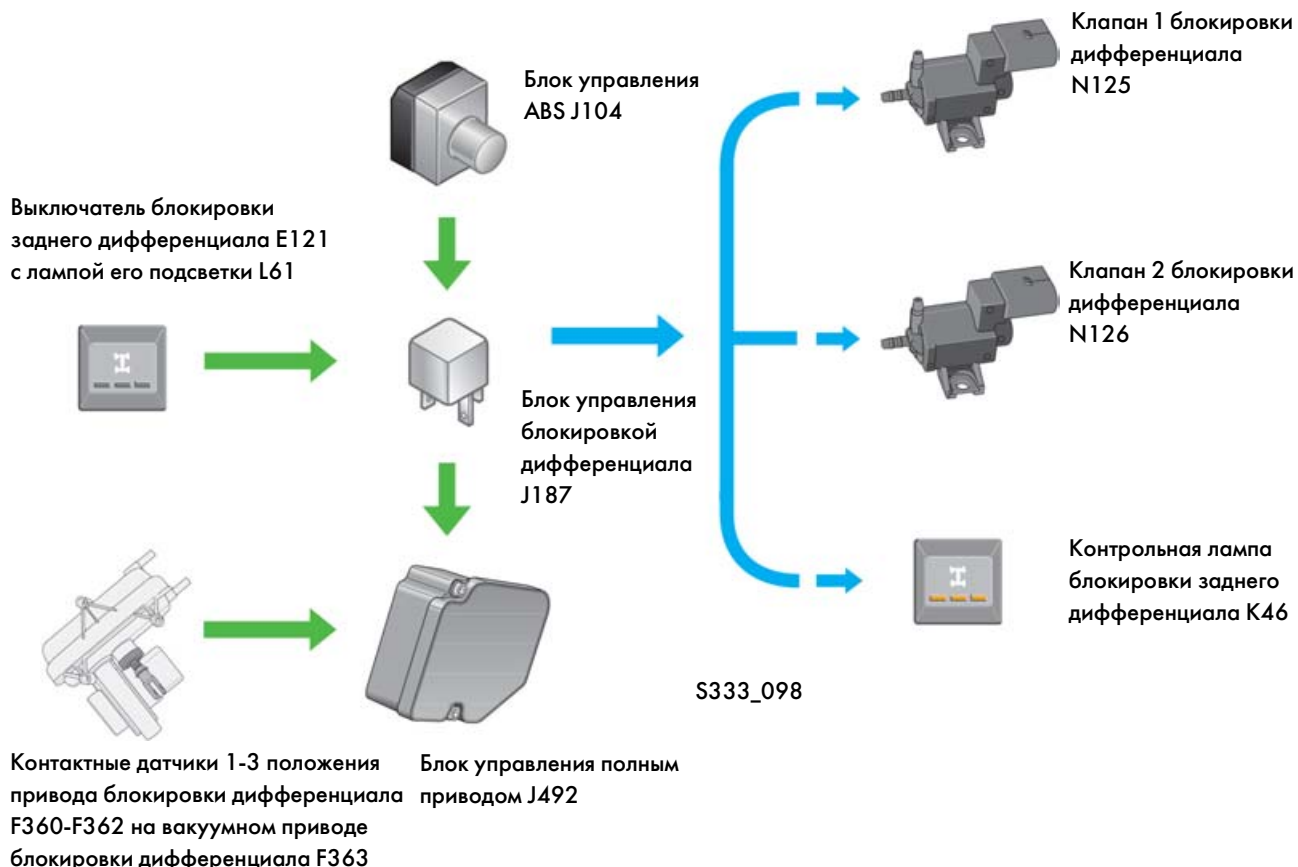 Клапан 1 блокировки
дифференциала
N125
Блок управления
ABS J104
Выключатель блокировки
заднего дифференциала E121
с лампой его подсветки L61
Клапан 2 блокировки
дифференциала
N126
Блок управления
блокировкой
дифференциала
J187
Контрольная лампа
блокировки заднего
дифференциала K46
S333_098
Контактные датчики 1-3 положения
привода блокировки дифференциала
F360-F362 на вакуумном приводе
блокировки дифференциала F363
Блок управления полным
приводом J492